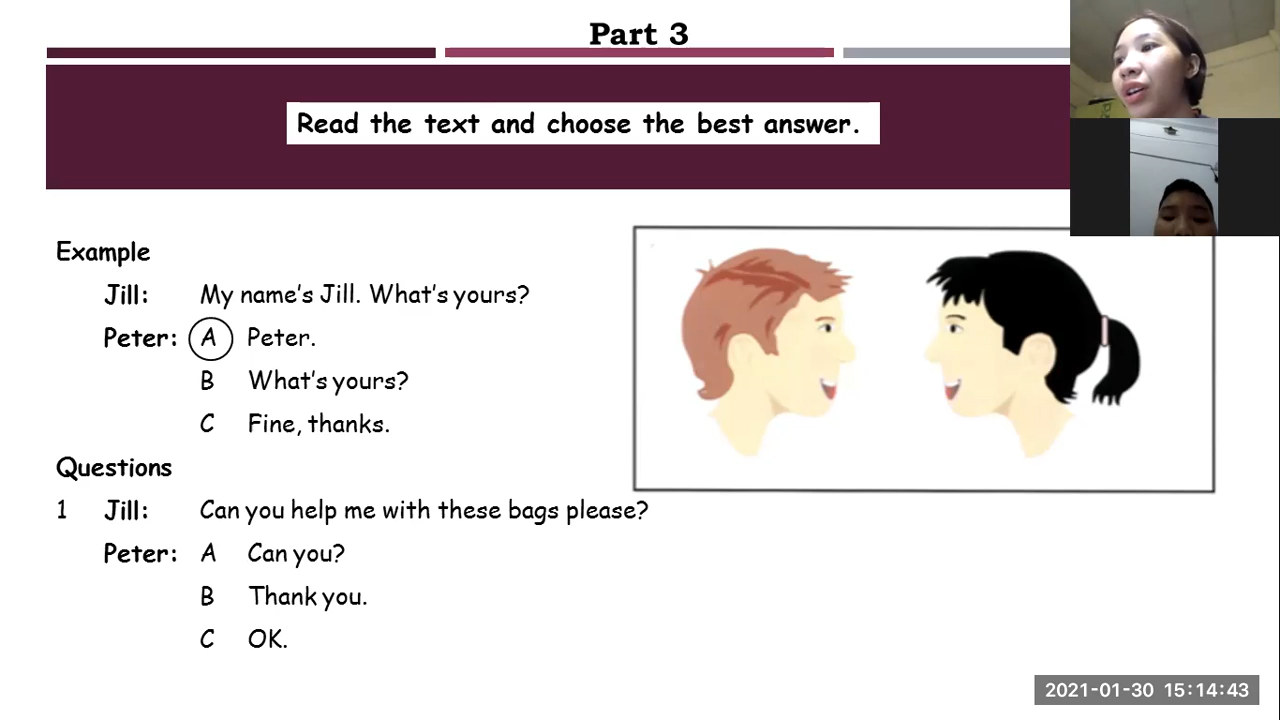 Part 3
Read the text and choose the best answer.
Example
Jill: My name's Jill. What's yours?
Peter: A Peter.
B What's yours?
C Fine, thanks.
Questions
1 Jill: Can you help me with these bags please?
Peter: A Can you?
B Thank you.
C OK.
2021-01-30 15:14:43